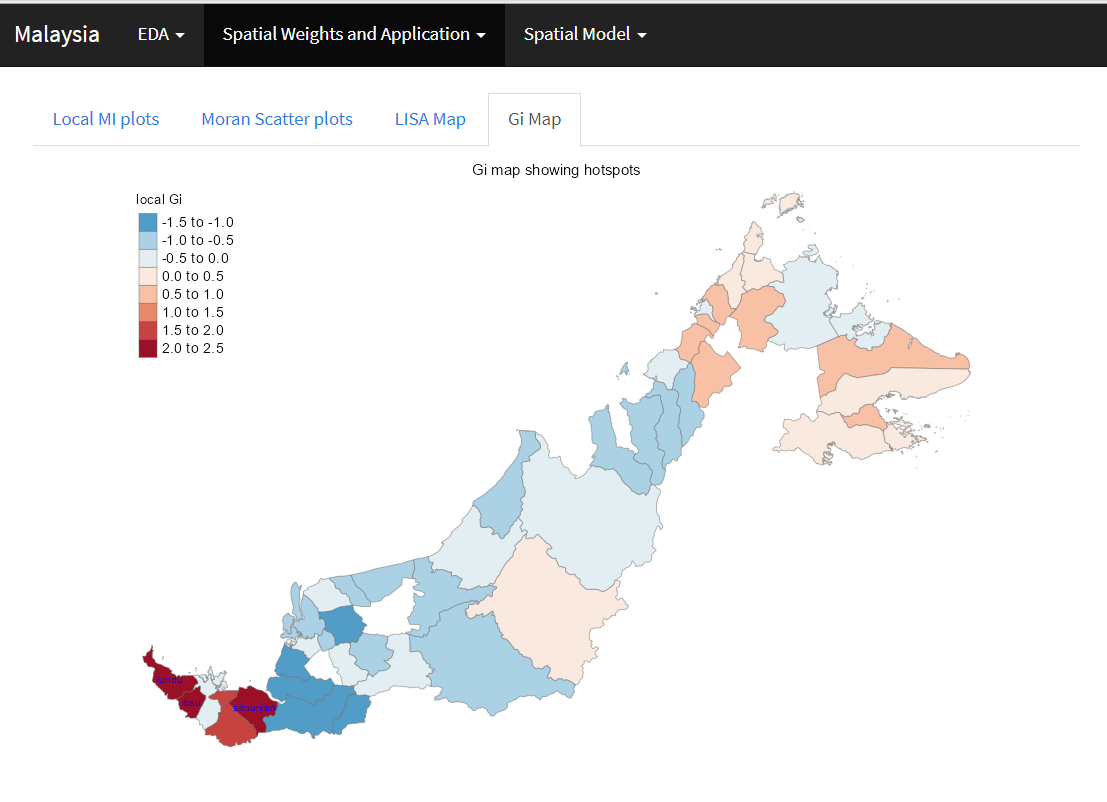 Malaysia EDA Spatial Weights and Application Spatial Model
Local MI plots Moran Scatter plots LISA Map Gi Map
Gi map showing hotspots
local Gi
-1.5 to -1.0
-1.0 to -0.5
-0.5 to 0.0
0.0 to 0.5
0.5 to 1.0
1.0 to 1.5
1.5 to 2.0
2.0 to 2.5
lundu
bau
simunjan